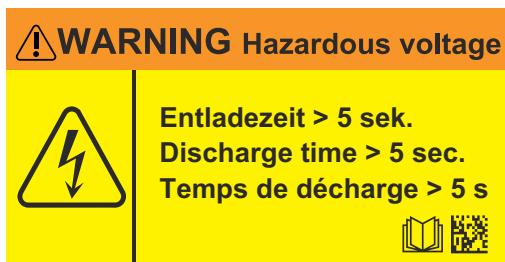 WARNING Hazardous voltage
Entladezeit > 5 sek.
Discharge time > 5 sec.
Temps de décharge > 5 s